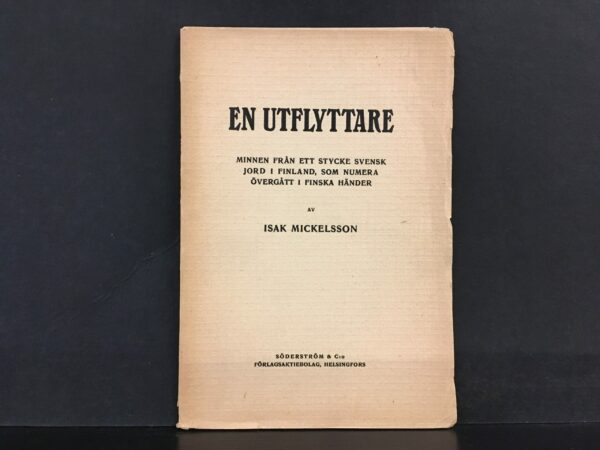 EN UTFLYTTARE
MINNEN FRÅN ETT STYCKE SVENSK
JORD I FINLAND, SOM NUMERA
ÖVERGÅTT I FINSKA HÄNDER
AV
ISAK MICKELSSON
SÖDERSTRÖM & C:o
FÖRLAGSAKTIEBOLAG, HELSINGFORS